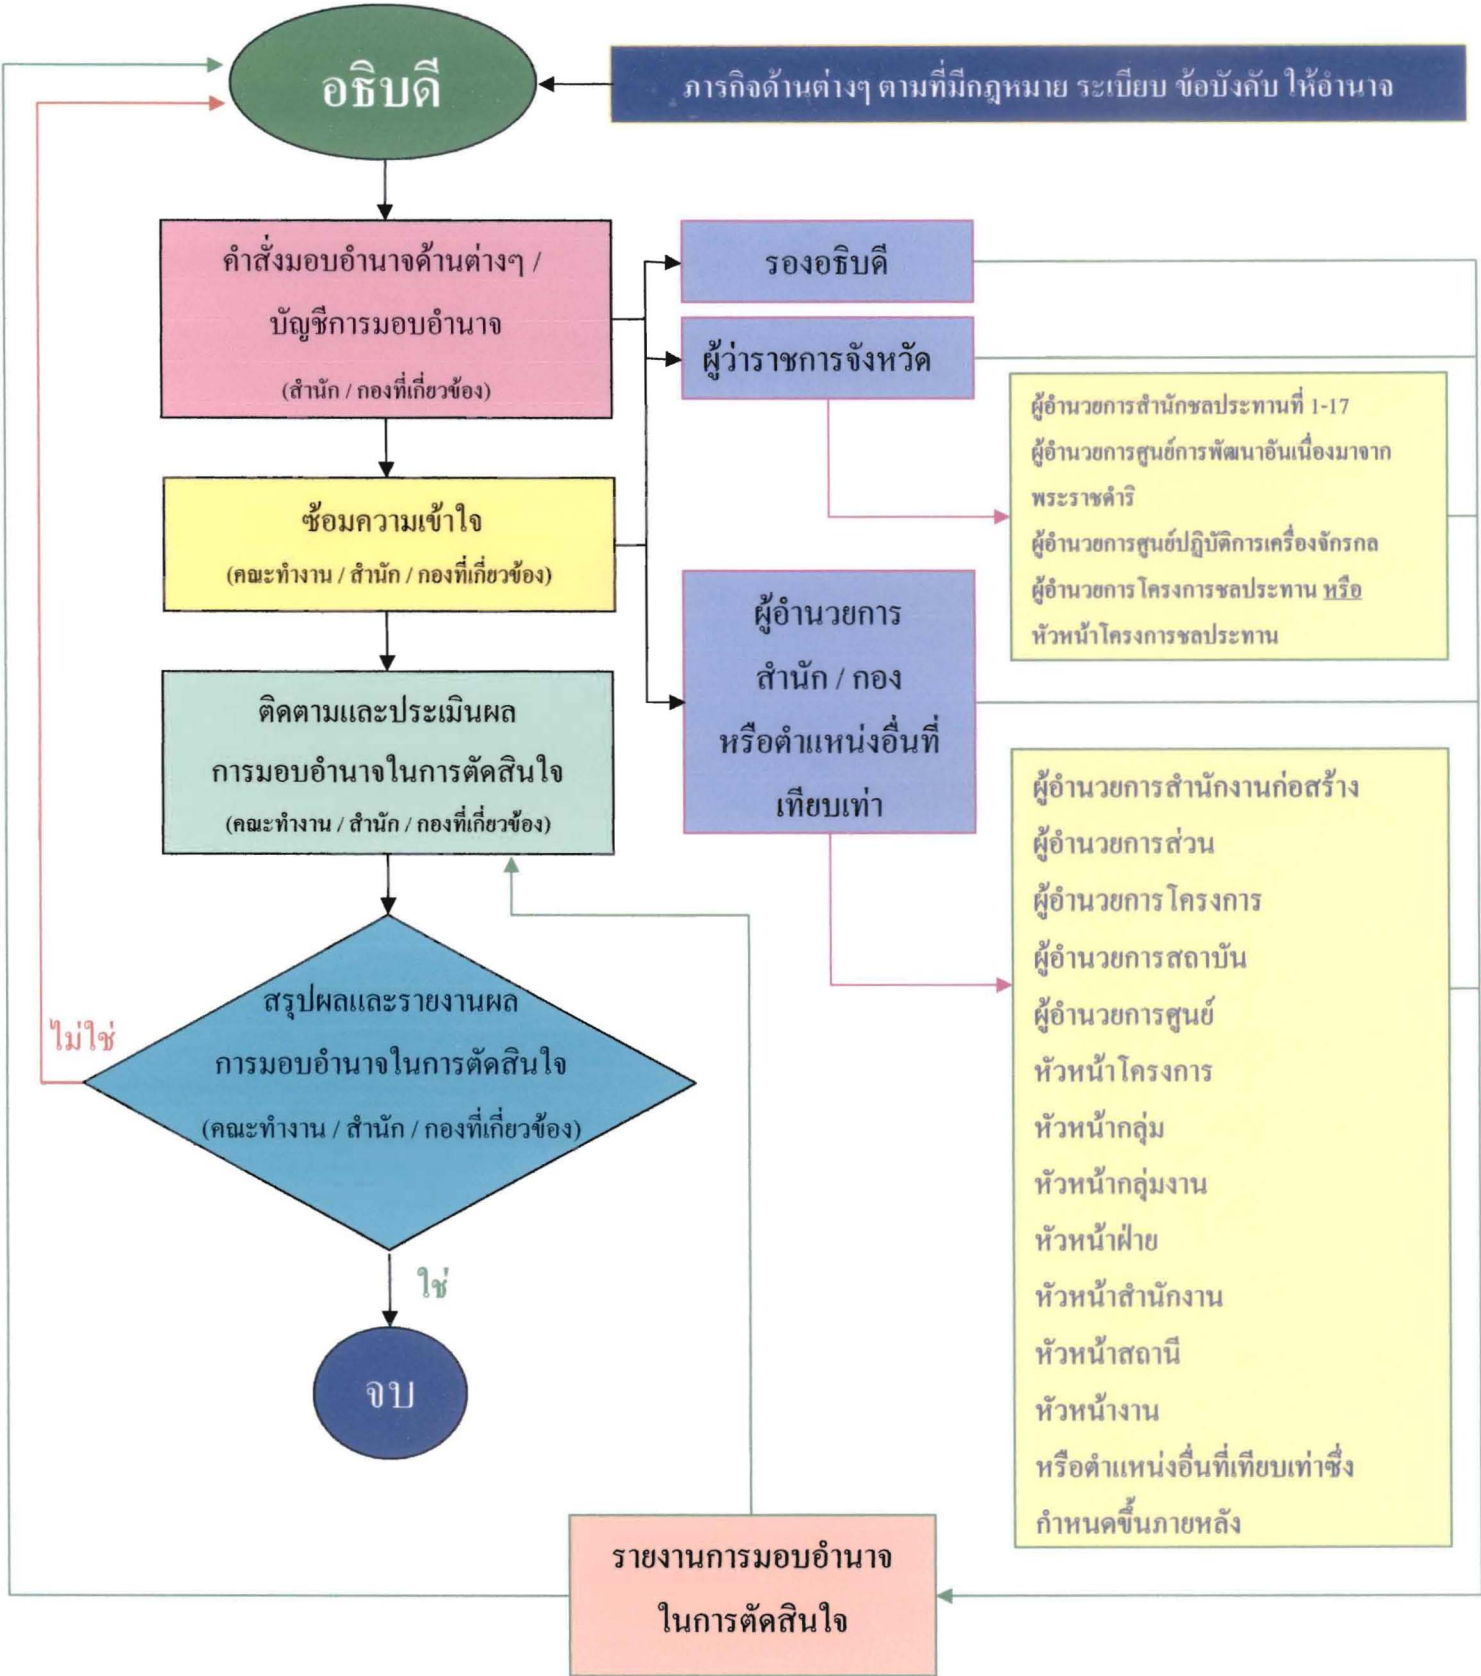 อธิบดี
ภารกิจด้านต่างๆ ตามที่มีกฎหมาย ระเบียบ ข้อบังคับ ให้อำนาจ
คำสั่งมอบอำนาจด้านต่างๆ /
บัญชีการมอบอำนาจ
(สำนัก / กองที่เกี่ยวข้อง)
รองอธิบดี
ผู้ว่าราชการจังหวัด
ผู้อำนวยการสำนักชลประทานที่ 1-17
ผู้อำนวยการศูนย์การพัฒนาอันเนื่องมาจาก
พระราชดำริ
ผู้อำนวยการศูนย์ปฏิบัติการเครื่องจักรกล
ผู้อำนวยการโครงการชลประทาน หรือ
หัวหน้าโครงการชลประทาน
ซ้อมความเข้าใจ
(คณะทำงาน / สำนัก / กองที่เกี่ยวข้อง)
ผู้อำนวยการ
สำนัก / กอง
หรือตำแหน่งอื่นที่
เทียบเท่า
ติดตามและประเมินผล
การมอบอำนาจในการตัดสินใจ
(คณะทำงาน / สำนัก / กองที่เกี่ยวข้อง)
ผู้อำนวยการสำนักงานก่อสร้าง
ผู้อำนวยการส่วน
ผู้อำนวยการโครงการ
ผู้อำนวยการสถาบัน
ผู้อำนวยการศูนย์
หัวหน้าโครงการ
หัวหน้ากลุ่ม
หัวหน้ากลุ่มงาน
หัวหน้าฝ่าย
หัวหน้าสำนักงาน
หัวหน้าสถานี
หัวหน้างาน
หรือตำแหน่งอื่นที่เทียบเท่าซึ่ง
กำหนดขึ้นภายหลัง
สรุปผลและรายงานผล
การมอบอำนาจในการตัดสินใจ
(คณะทำงาน / สำนัก / กองที่เกี่ยวข้อง)
ไม่ใช่
ใช่
จบ
รายงานการมอบอำนาจ
ในการตัดสินใจ